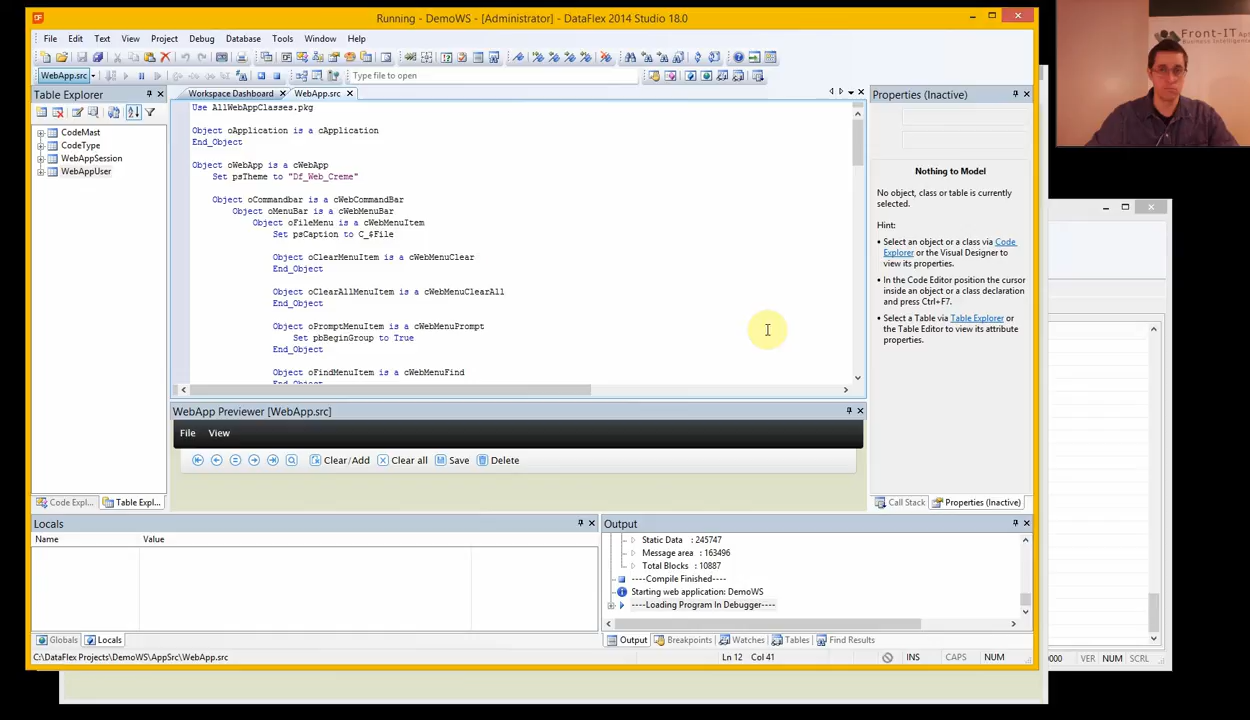 Running - DemoWS - [Administrator] - DataFlex 2014 Studio 18.0
File Edit Text View Project Debug Database Tools Window Help
WebApp.src
Type file to open
Table Explorer
CodeMast
CodeType
WebAppSession
WebAppUser
Code Expl...
Table Expl...
Workspace Dashboard
WebApp.src
Use AllWebAppClasses.pkg
Object oApplication is a cApplication
End_Object
Object oWebApp is a cWebApp
Set psTheme to "Df_Web_Creme"
Object oCommandbar is a cWebCommandBar
Object oMenuBar is a cWebMenuBar
Object oFileMenu is a cWebMenuItem
Set psCaption to C_$File
Object oClearMenuItem is a cWebMenuClear
End_Object
Object oClearAllMenuItem is a cWebMenuClearAll
End_Object
Object oPromptMenuItem is a cWebMenuPrompt
Set pbBeginGroup to True
End_Object
Object oFindMenuItem is a cWebMenuFind
End_Object
WebApp Previewer [WebApp.src]
File View
Clear/Add Clear all Save Delete
Properties (Inactive)
Nothing to Model
No object, class or table is currently
selected.
Hint:
• Select an object or a class via Code
Explorer or the Visual Designer to
view its properties.
• In the Code Editor position the cursor
inside an object or a class declaration
and press Ctrl+F7.
• Select a Table via Table Explorer or
the Table Editor to view its attribute
properties.
Call Stack
Properties (Inactive)
Locals
Name Value
Globals Locals
Output
Static Data : 245747
Message area : 163496
Total Blocks : 10887
----Compile Finished----
Starting web application: DemoWS
----Loading Program In Debugger----
Output Breakpoints Watches Tables Find Results
C:\DataFlex Projects\DemoWS\AppSrc\WebApp.src
Ln 12 Col 41
INS CAPS NUM
0000 VER NUM SCRL
Front-IT ApS
Business Intelligence